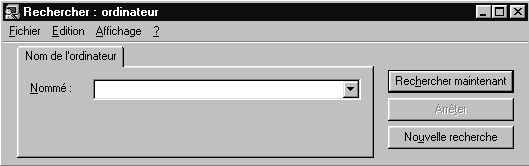 Rechercher : ordinateur
Fichier Edition Affichage ?
Nom de l'ordinateur
Nommé :
Rechercher maintenant
Arrêter
Nouvelle recherche